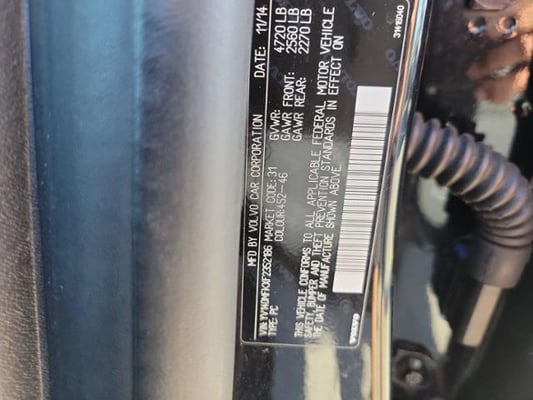 MFD BY VOLVO CAR CORPORATION DATE: 11/14
GVWR: 4720 LB
GAWR FRONT: 2560 LB
GAWR REAR: 2270 LB
MARKET CODE: 31
TYPE: PC COLOUR: 452-46
THIS VEHICLE CONFORMS TO ALL APPLICABLE FEDERAL MOTOR VEHICLE
SAFETY, BUMPER AND THEFT PREVENTION STANDARDS IN EFFECT ON
THE DATE OF MANUFACTURE SHOWN ABOVE
VOLVO
31416040